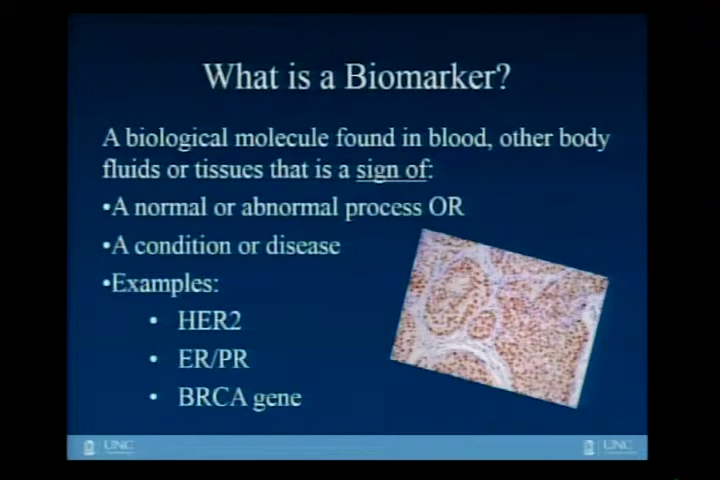 What is a Biomarker?
A biological molecule found in blood, other body
fluids or tissues that is a sign of:
•A normal or abnormal process OR
•A condition or disease
•Examples:
• HER2
• ER/PR
• BRCA gene
UNC
UNC